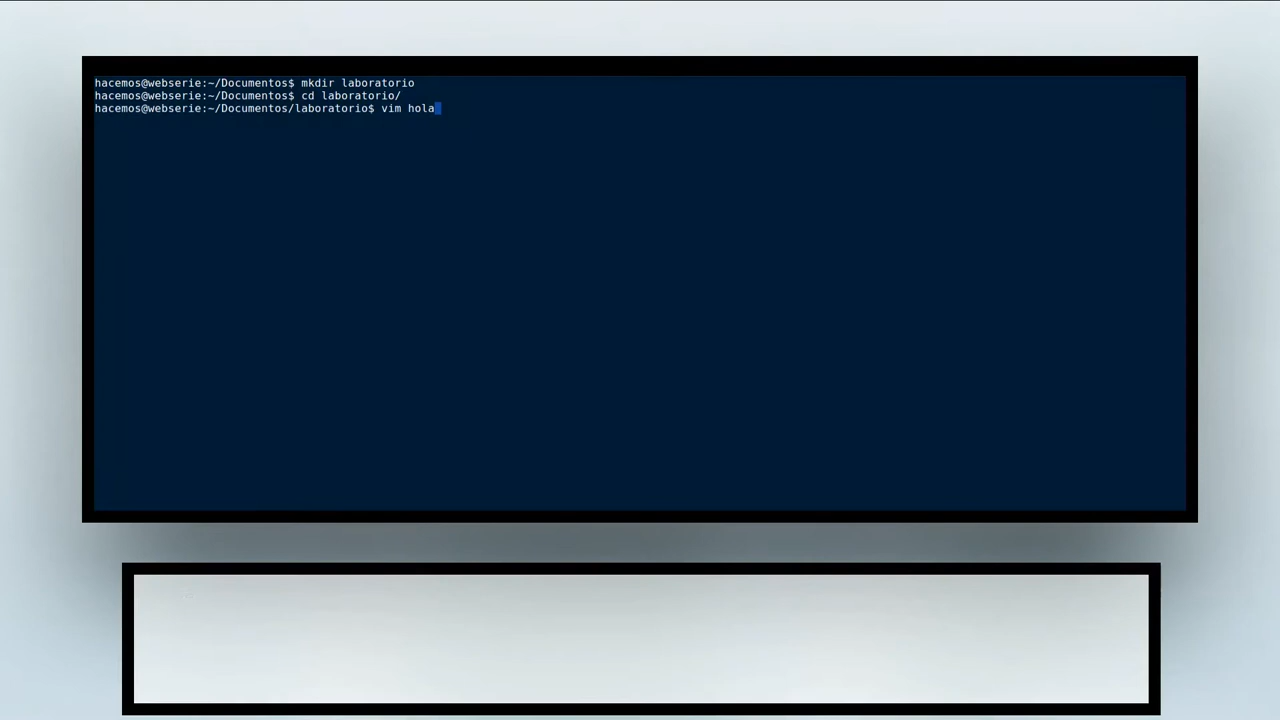 hacemos@webserie:~/Documentos$ mkdir laboratorio
hacemos@webserie:~/Documentos$ cd laboratorio/
hacemos@webserie:~/Documentos/laboratorio$ vim hola